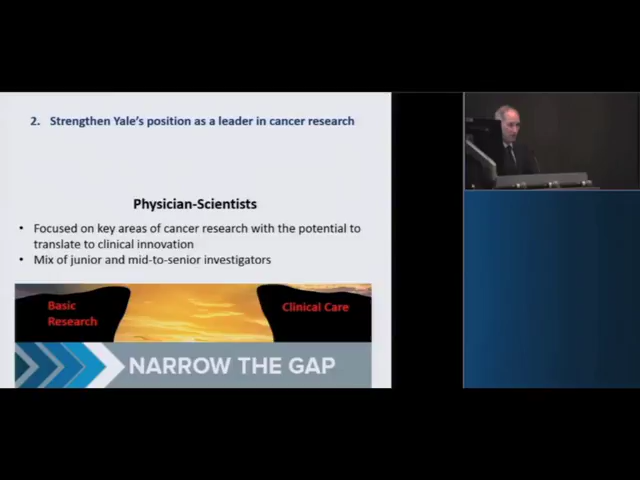 2. Strengthen Yale's position as a leader in cancer research
Physician-Scientists
• Focused on key areas of cancer research with the potential to
translate to clinical innovation
• Mix of junior and mid-to-senior investigators
Basic
Research
Clinical Care
NARROW THE GAP